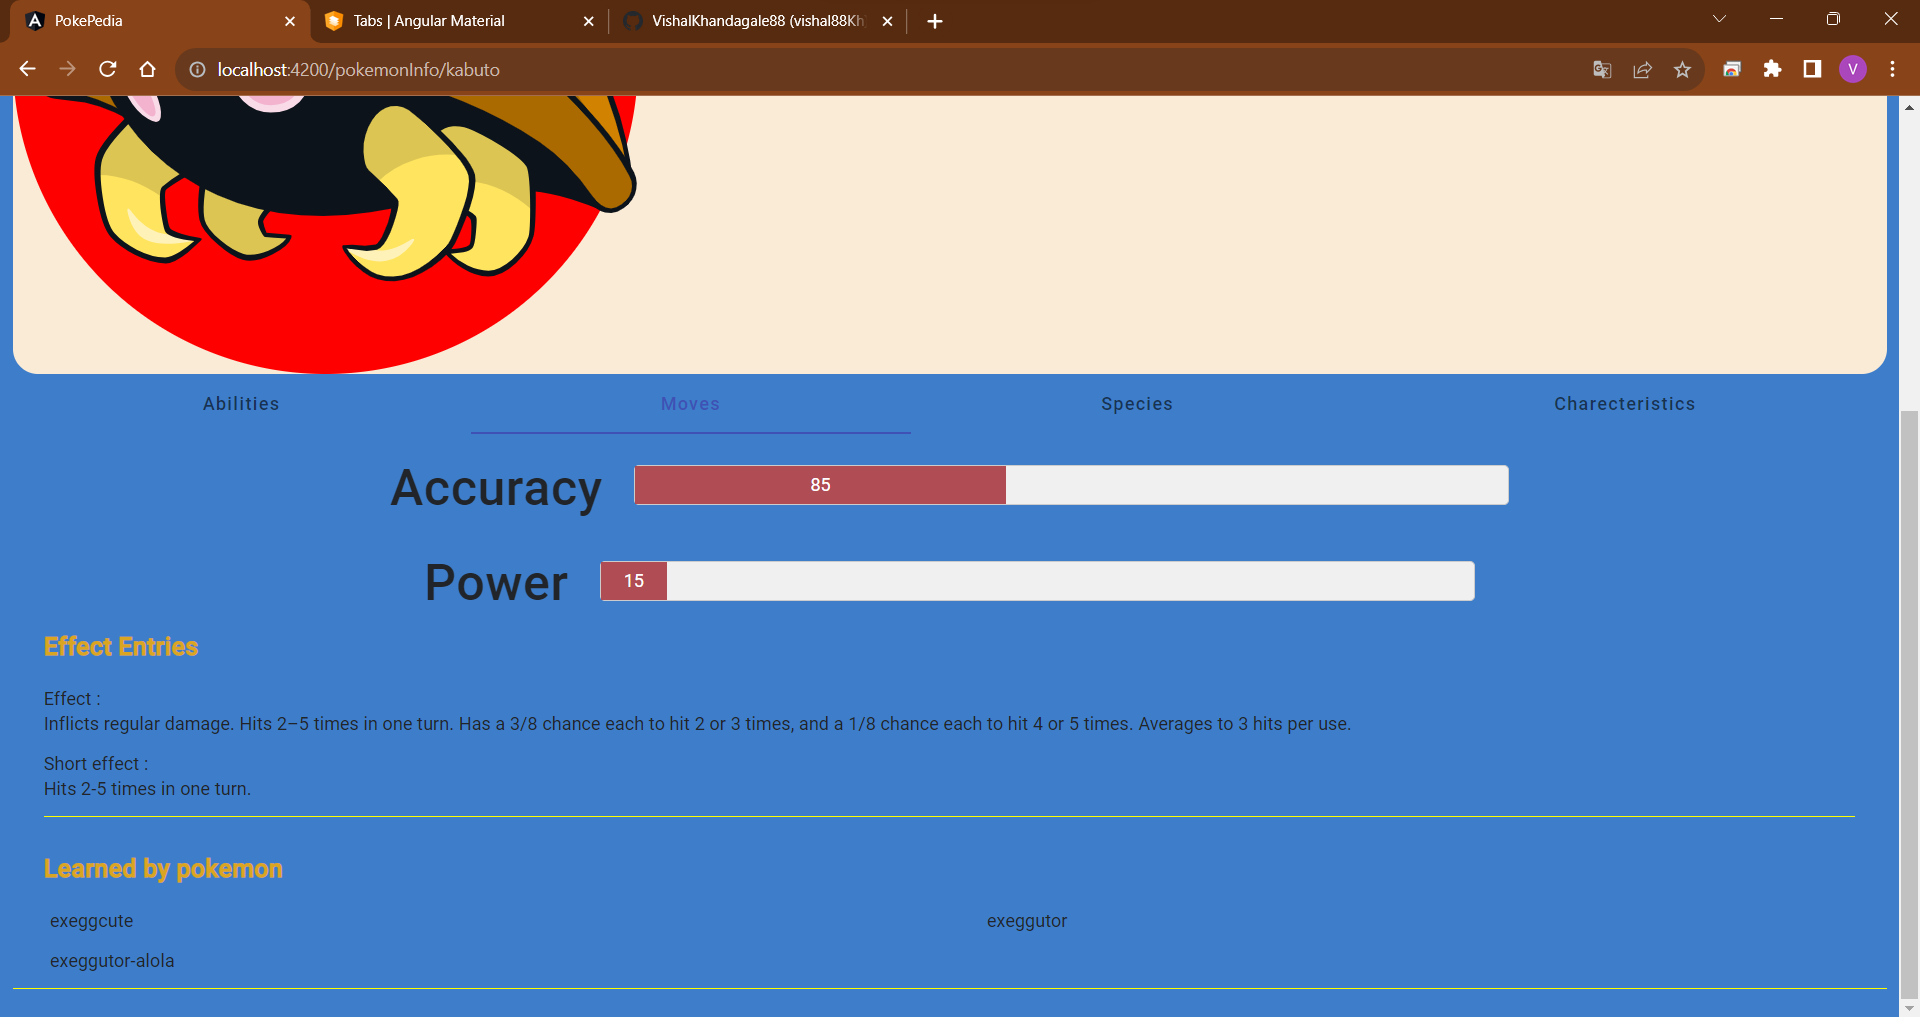 PokePedia
Tabs | Angular Material
VishalKhandagale88 (vishal88Kh
localhost:4200/pokemonInfo/kabuto
V
Abilities
Moves
Species
Charecteristics
Accuracy
85
Power
15
Effect Entries
Effect :
Inflicts regular damage. Hits 2–5 times in one turn. Has a 3/8 chance each to hit 2 or 3 times, and a 1/8 chance each to hit 4 or 5 times. Averages to 3 hits per use.
Short effect :
Hits 2-5 times in one turn.
Learned by pokemon
exeggcute
exeggutor
exeggutor-alola